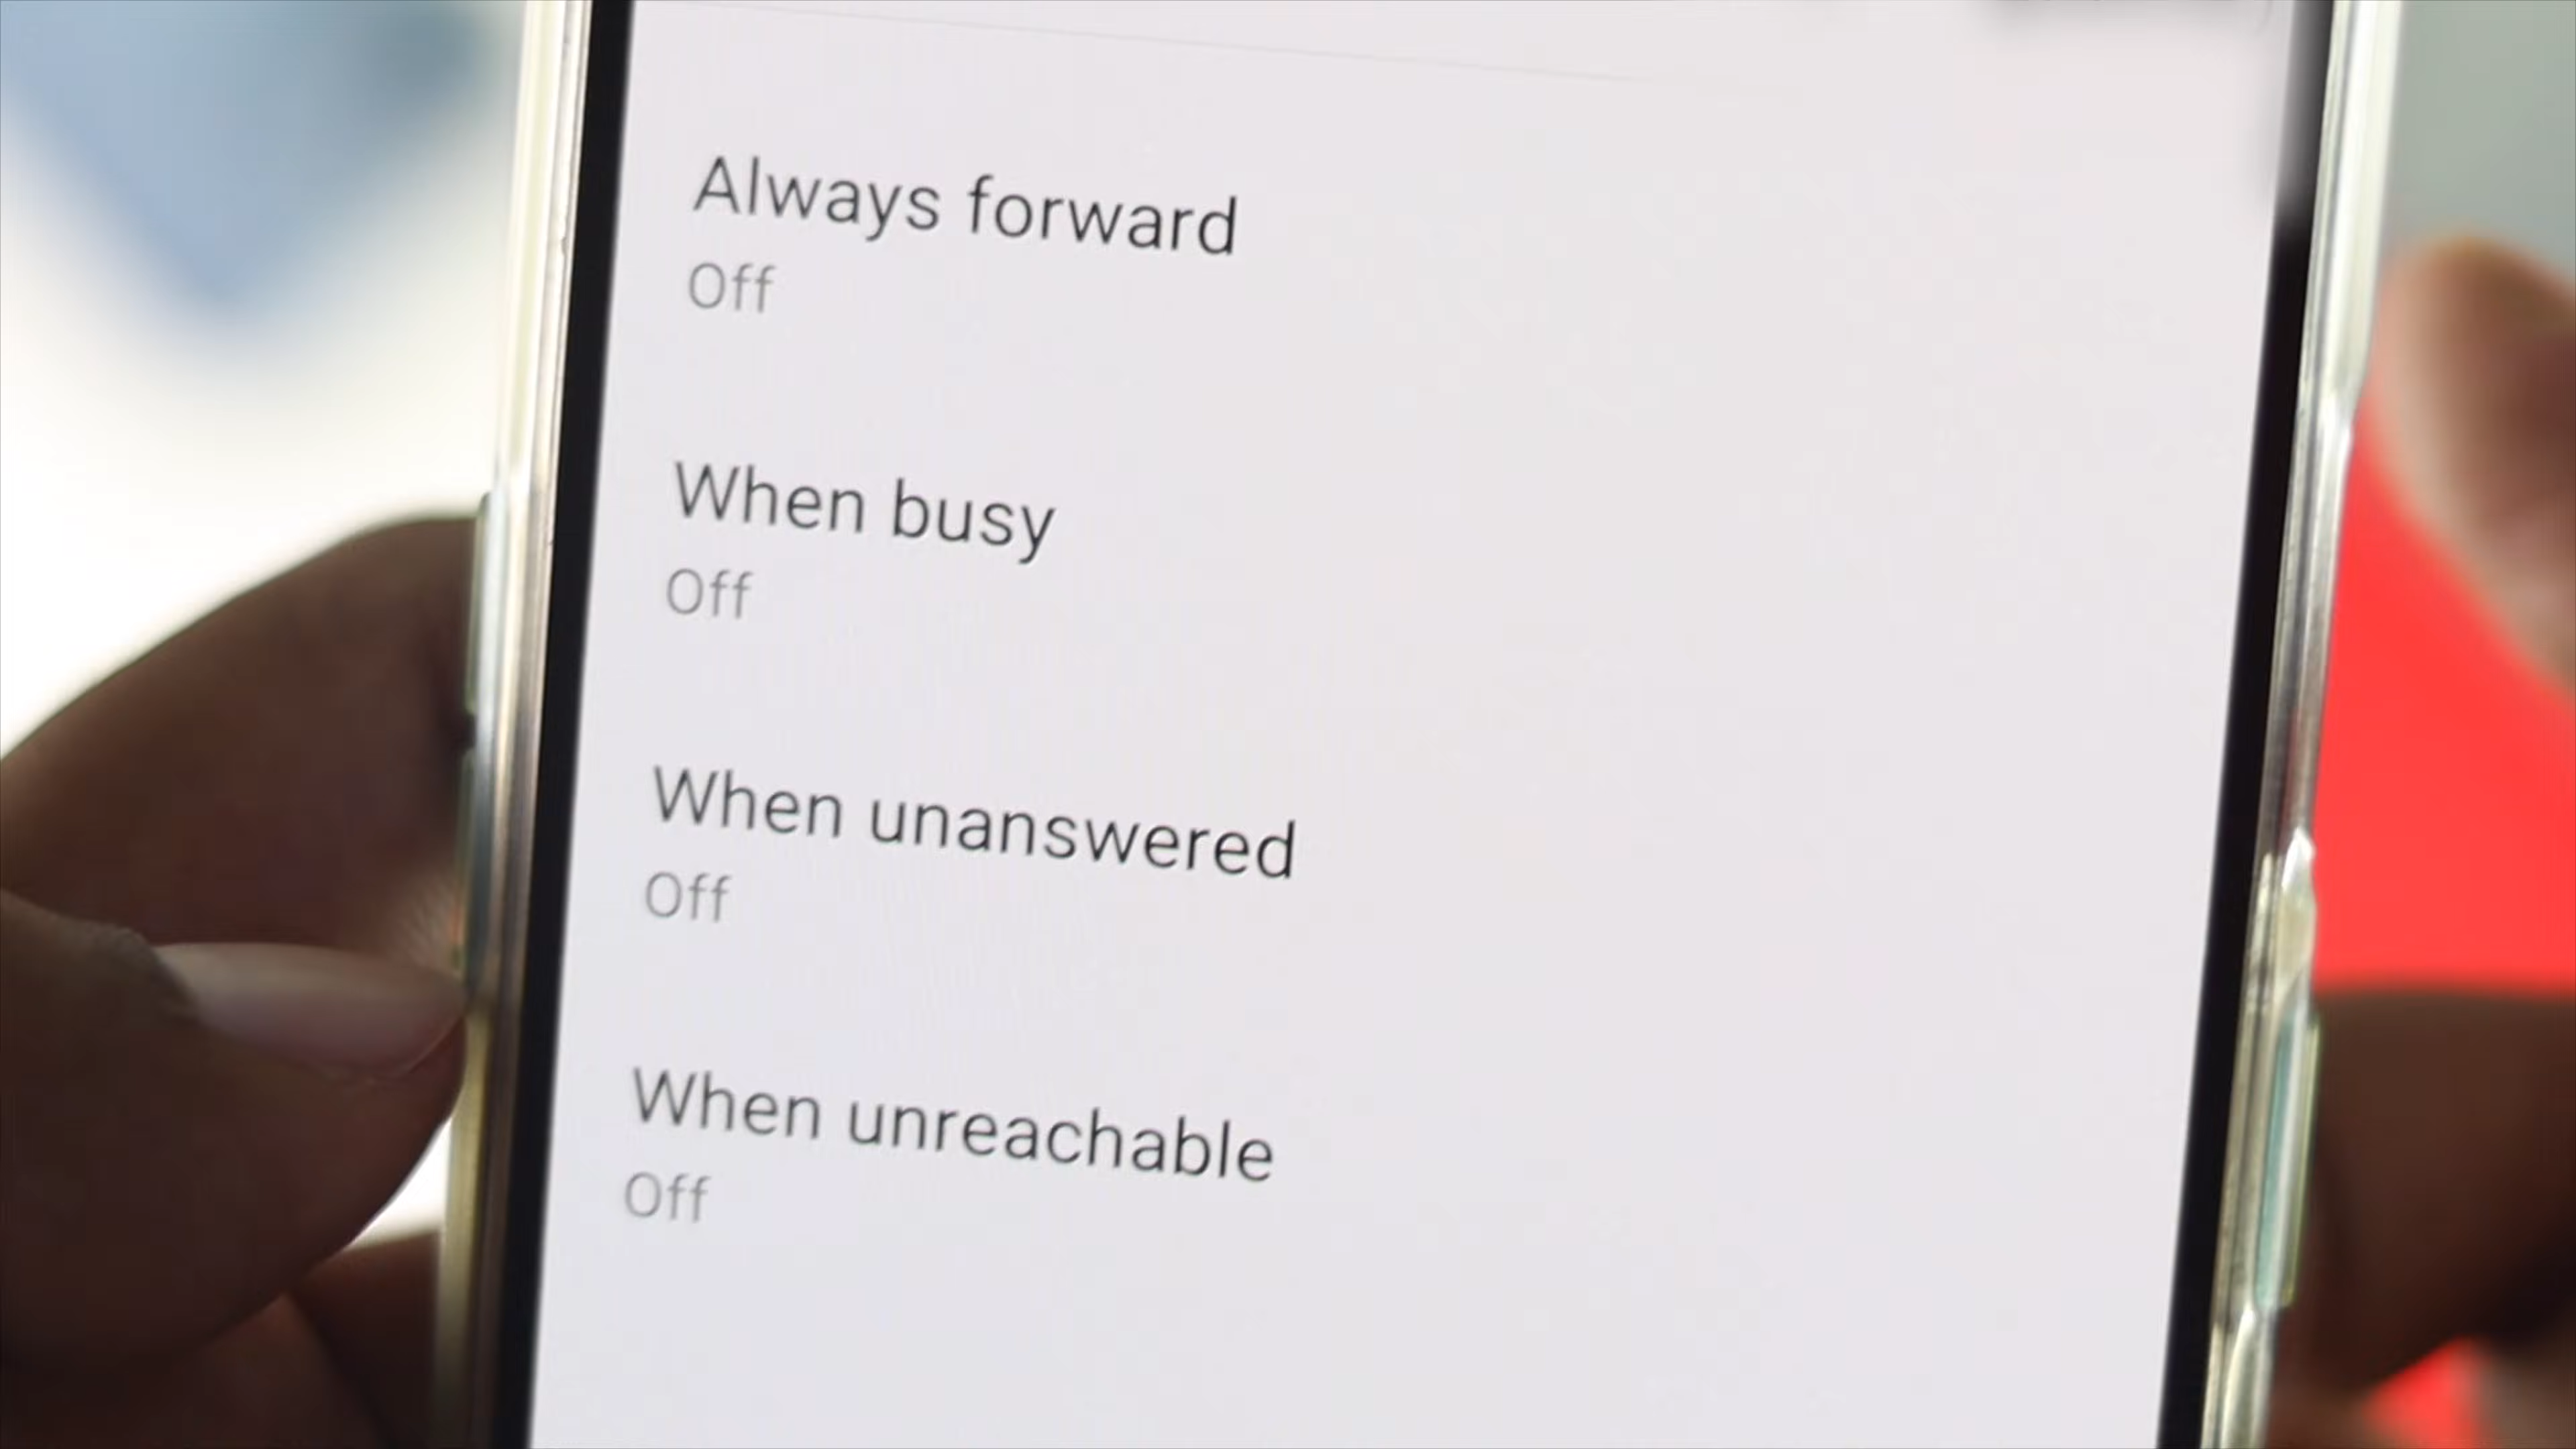 Always forward
Off
When busy
Off
When unanswered
Off
When unreachable
Off